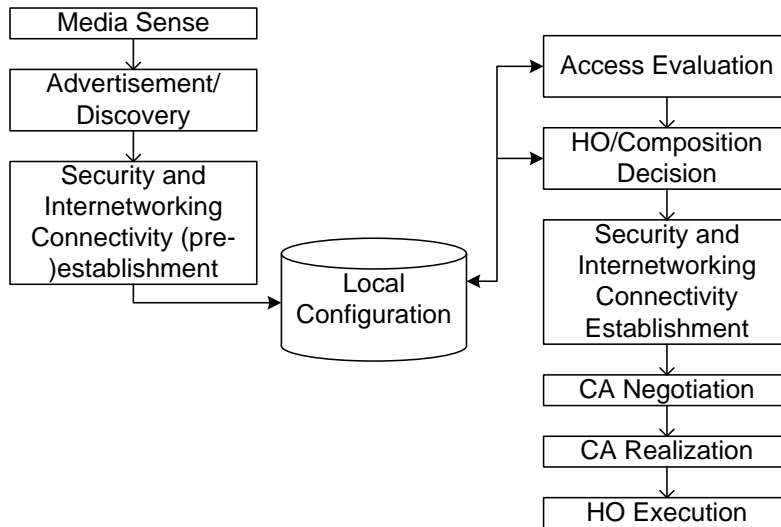 Media Sense
Advertisement/
Discovery
Security and
Internetworking
Connectivity (pre-
)establishment
Local
Configuration
Access Evaluation
HO/Composition
Decision
Security and
Internetworking
Connectivity
Establishment
CA Negotiation
CA Realization
HO Execution